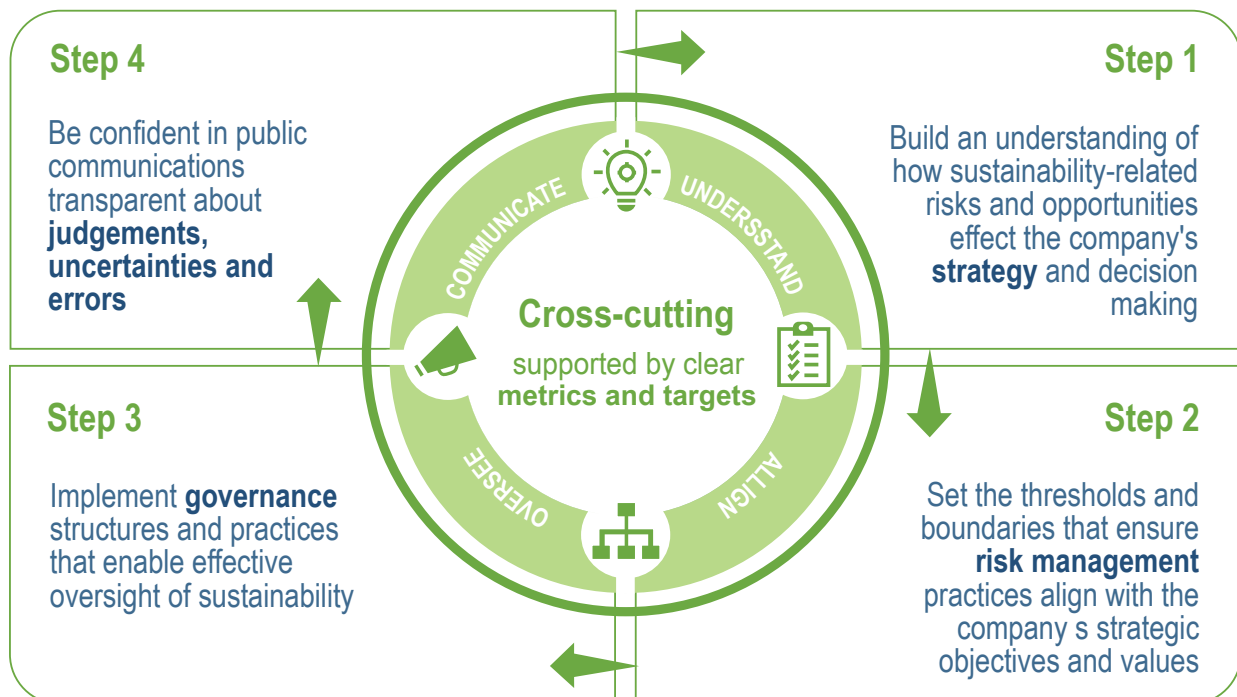 Step 4
Be confident in public
communications
transparent about
judgements,
uncertainties and
errors
Step 1
Build an understanding of
how sustainability-related
risks and opportunities
effect the company's
strategy and decision
making
COMMUNICATE
UNDERSSTAND
Cross-cutting
supported by clear
metrics and targets
OVERSEE
ALLIGN
Step 3
Implement governance
structures and practices
that enable effective
oversight of sustainability
Step 2
Set the thresholds and
boundaries that ensure
risk management
practices align with the
company s strategic
objectives and values